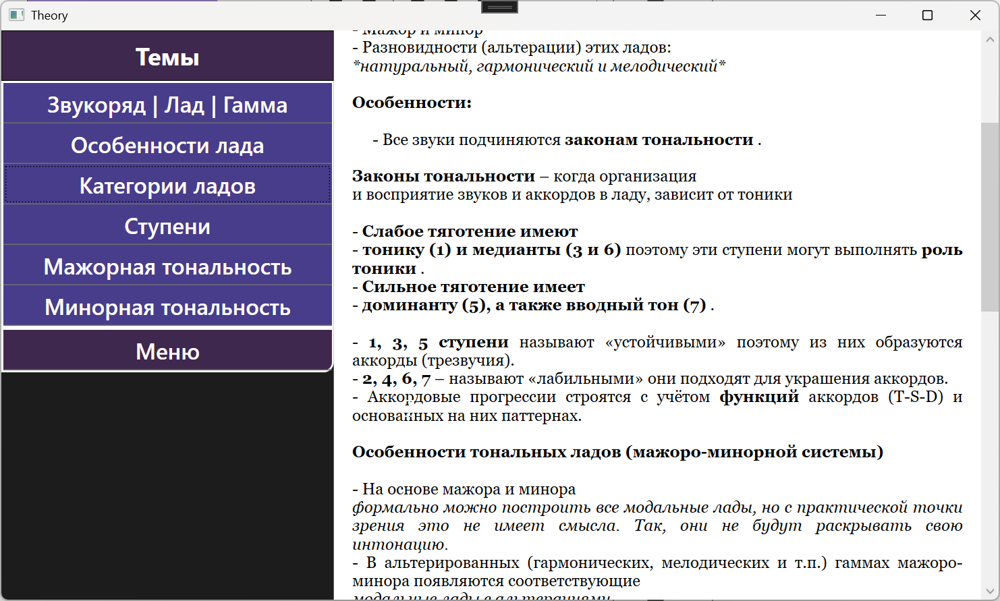 Theory
Темы
Звукоряд | Лад | Гамма
Особенности лада
Категории ладов
Ступени
Мажорная тональность
Минорная тональность
Меню
- Мажор и минор
- Разновидности (альтерации) этих ладов:
*натуральный, гармонический и мелодический*
Особенности:
- Все звуки подчиняются законам тональности .
Законы тональности – когда организация
и восприятие звуков и аккордов в ладу, зависит от тоники
- Слабое тяготение имеют
- тонику (1) и медианты (3 и 6) поэтому эти ступени могут выполнять роль
тоники .
- Сильное тяготение имеет
- доминанту (5), а также вводный тон (7) .
- 1, 3, 5 ступени называют «устойчивыми» поэтому из них образуются
аккорды (трезвучия).
- 2, 4, 6, 7 – называют «лабильными» они подходят для украшения аккордов.
- Аккордовые прогрессии строятся с учётом функций аккордов (T-S-D) и
основанных на них паттернах.
Особенности тональных ладов (мажоро-минорной системы)
- На основе мажора и минора
формально можно построить все модальные лады, но с практической точки
зрения это не имеет смысла. Так, они не будут раскрывать свою
интонацию.
- В альтерированных (гармонических, мелодических и т.п.) гаммах мажоро-
минора появляются соответствующие
модальные лады с альтерациями